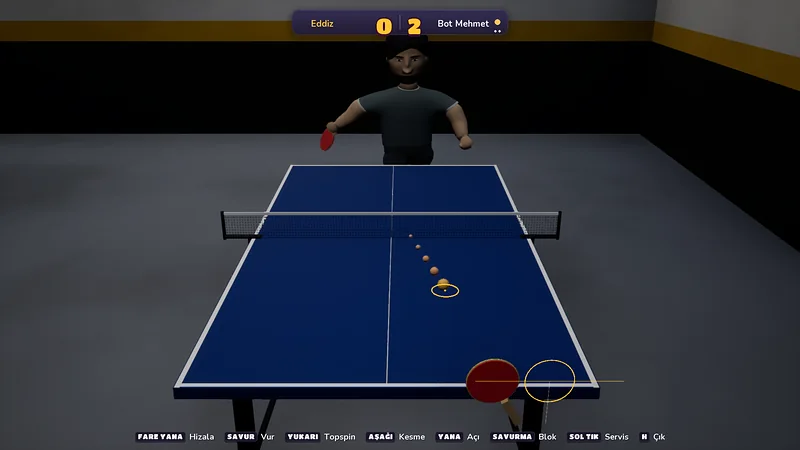 Eddiz 0 2 Bot Mehmet
FARE YANA Hizala SAVUR Vur YUKARI Topspin AŞAĞI Kesme YANA Açı SAVURMA Blok SOL TIK Servis H Çık